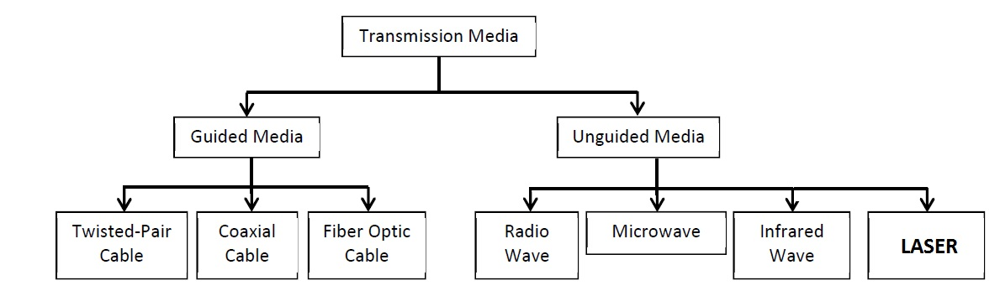 Transmission Media
Guided Media
Unguided Media
Twisted-Pair
Cable
Coaxial
Cable
Fiber Optic
Cable
Radio
Wave
Microwave
Infrared
Wave
LASER